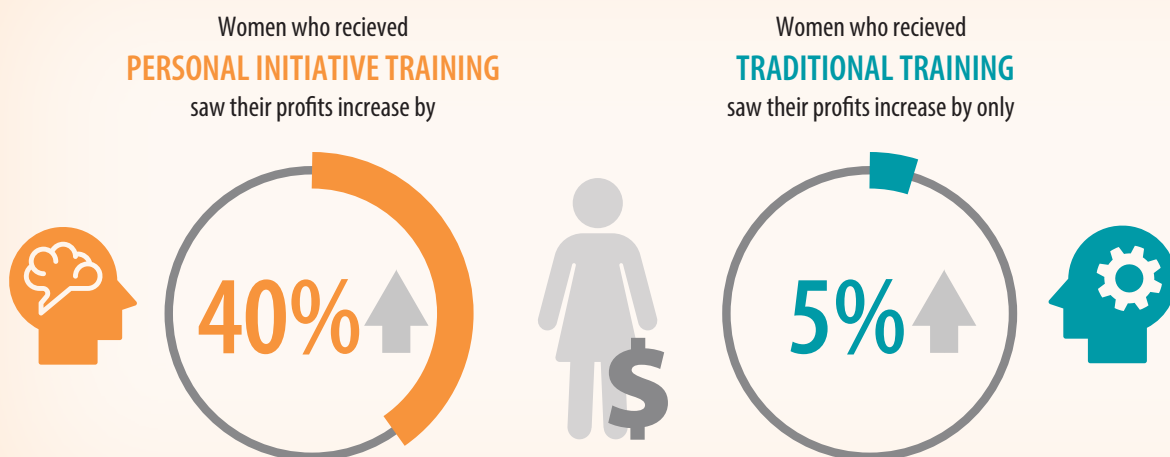 Women who recieved
PERSONAL INITIATIVE TRAINING
saw their profits increase by
40%
Women who recieved
TRADITIONAL TRAINING
saw their profits increase by only
5%
$